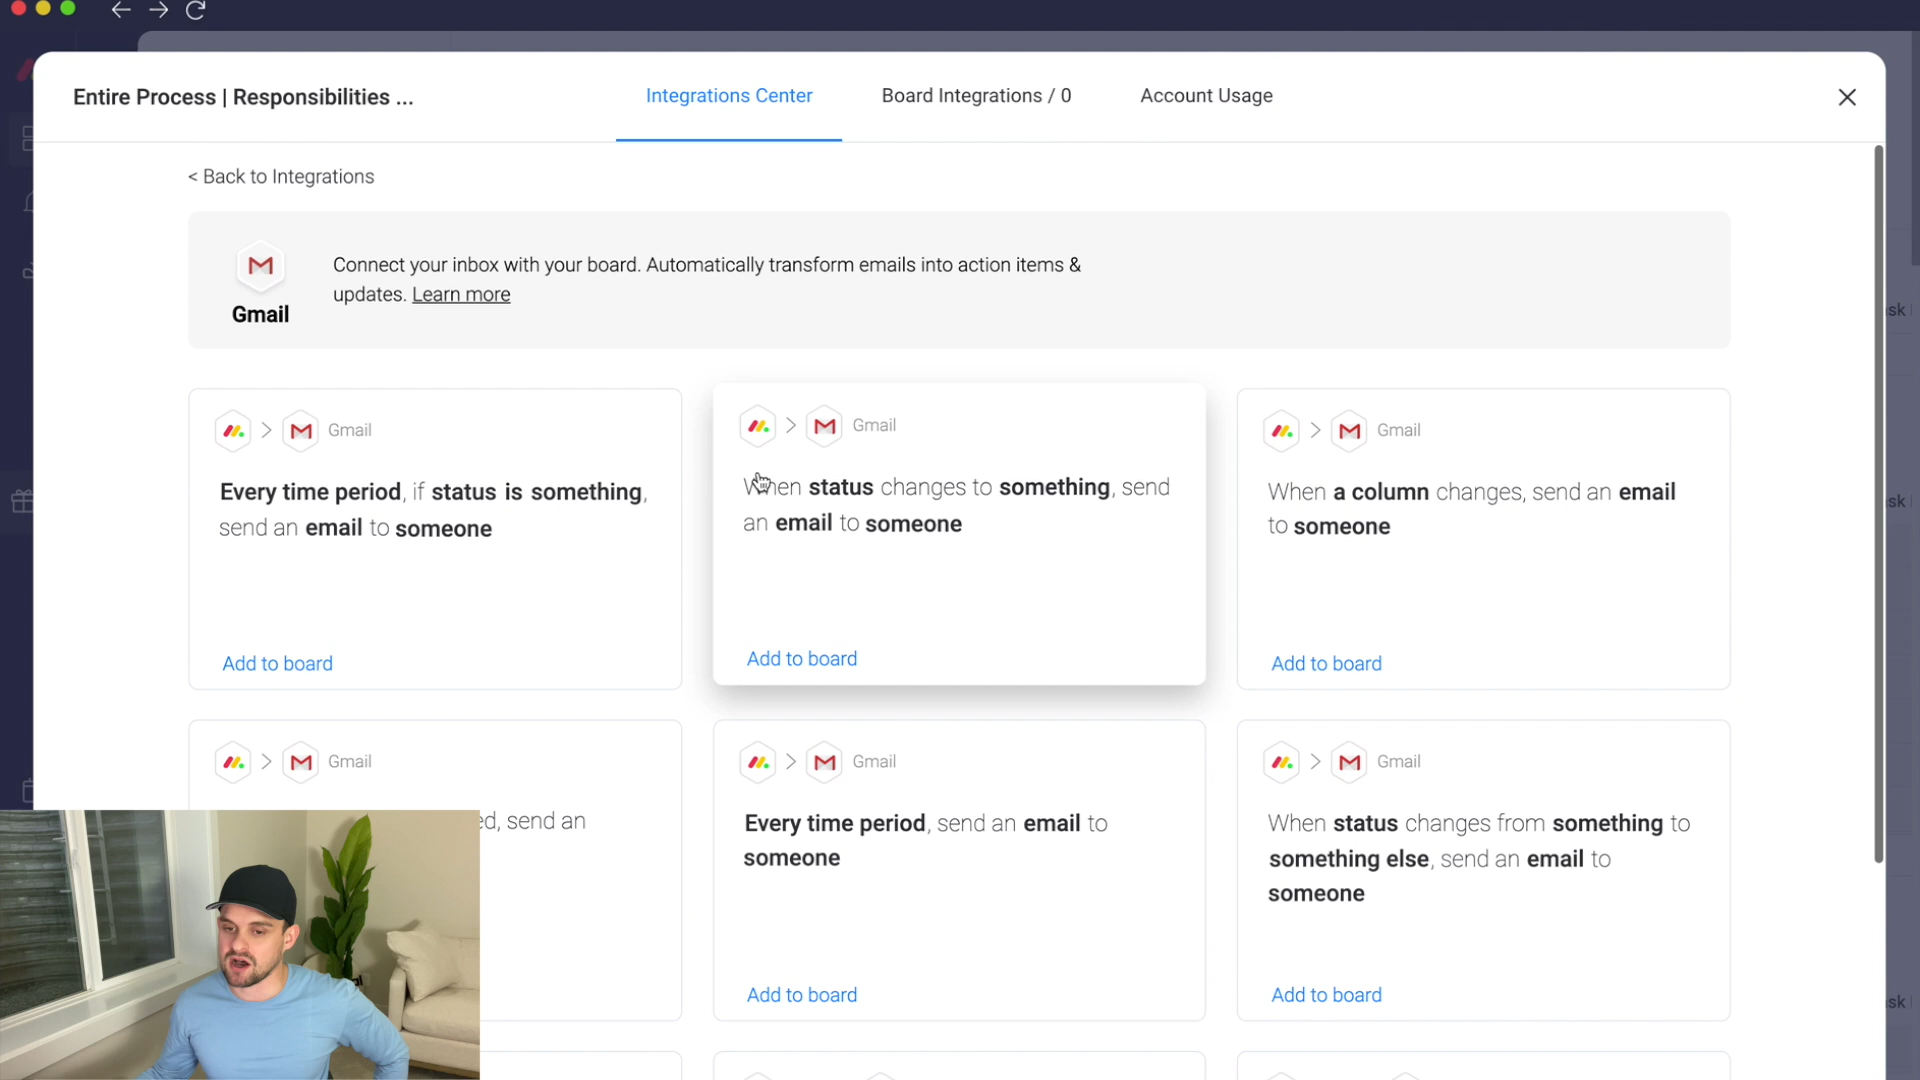 Entire Process | Responsibilities ...
Integrations Center
Board Integrations / 0
Account Usage
< Back to Integrations
Gmail
Connect your inbox with your board. Automatically transform emails into action items &
updates. Learn more
Gmail
Every time period, if status is something,
send an email to someone
Add to board
Gmail
When status changes to something, send
an email to someone
Add to board
Gmail
When a column changes, send an email
to someone
Add to board
Gmail
ed, send an
Gmail
Every time period, send an email to
someone
Add to board
Gmail
When status changes from something to
something else, send an email to
someone
Add to board
sk
sk
sk